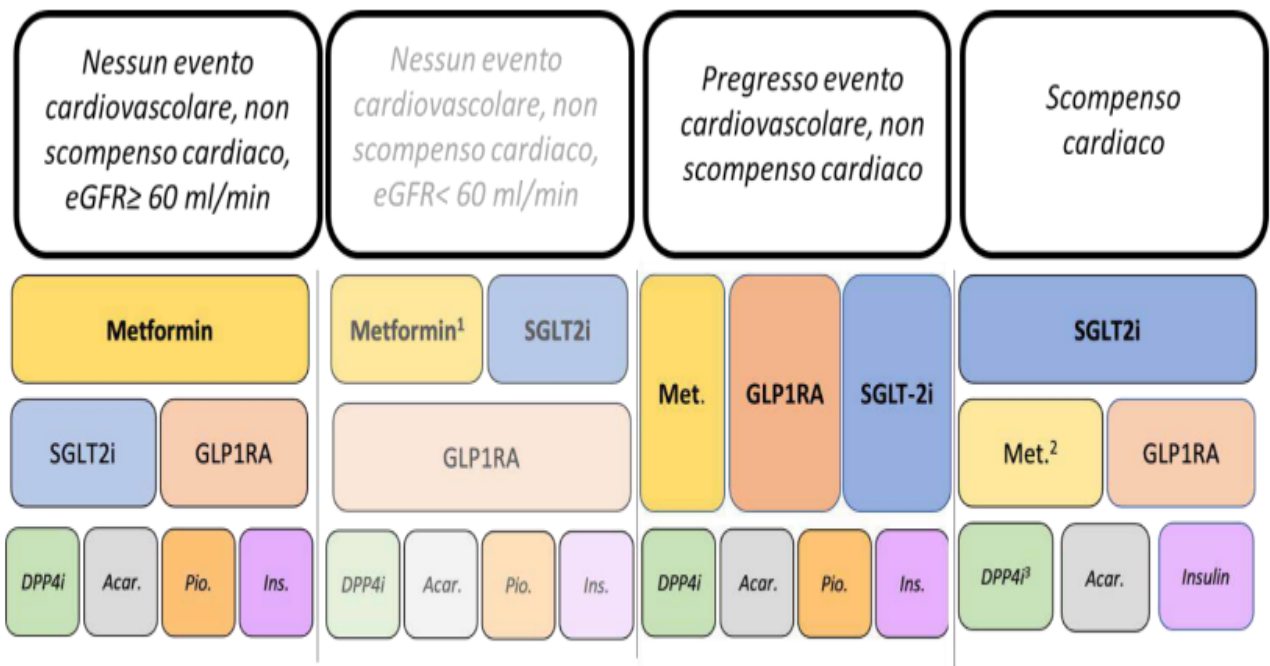 Nessun evento
cardiovascolare, non
scompenso cardiaco,
eGFR≥ 60 ml/min
Nessun evento
cardiovascolare, non
scompenso cardiaco,
eGFR< 60 ml/min
Pregresso evento
cardiovascolare, non
scompenso cardiaco
Scompenso
cardiaco
Metformin
SGLT2i
GLP1RA
DPP4i
Acar.
Pio.
Ins.
Metformin¹
SGLT2i
GLP1RA
DPP4i
Acar.
Pio.
Ins.
Met.
GLP1RA
SGLT-2i
DPP4i
Acar.
Pio.
Ins.
SGLT2i
Met.²
GLP1RA
DPP4i³
Acar.
Insulin